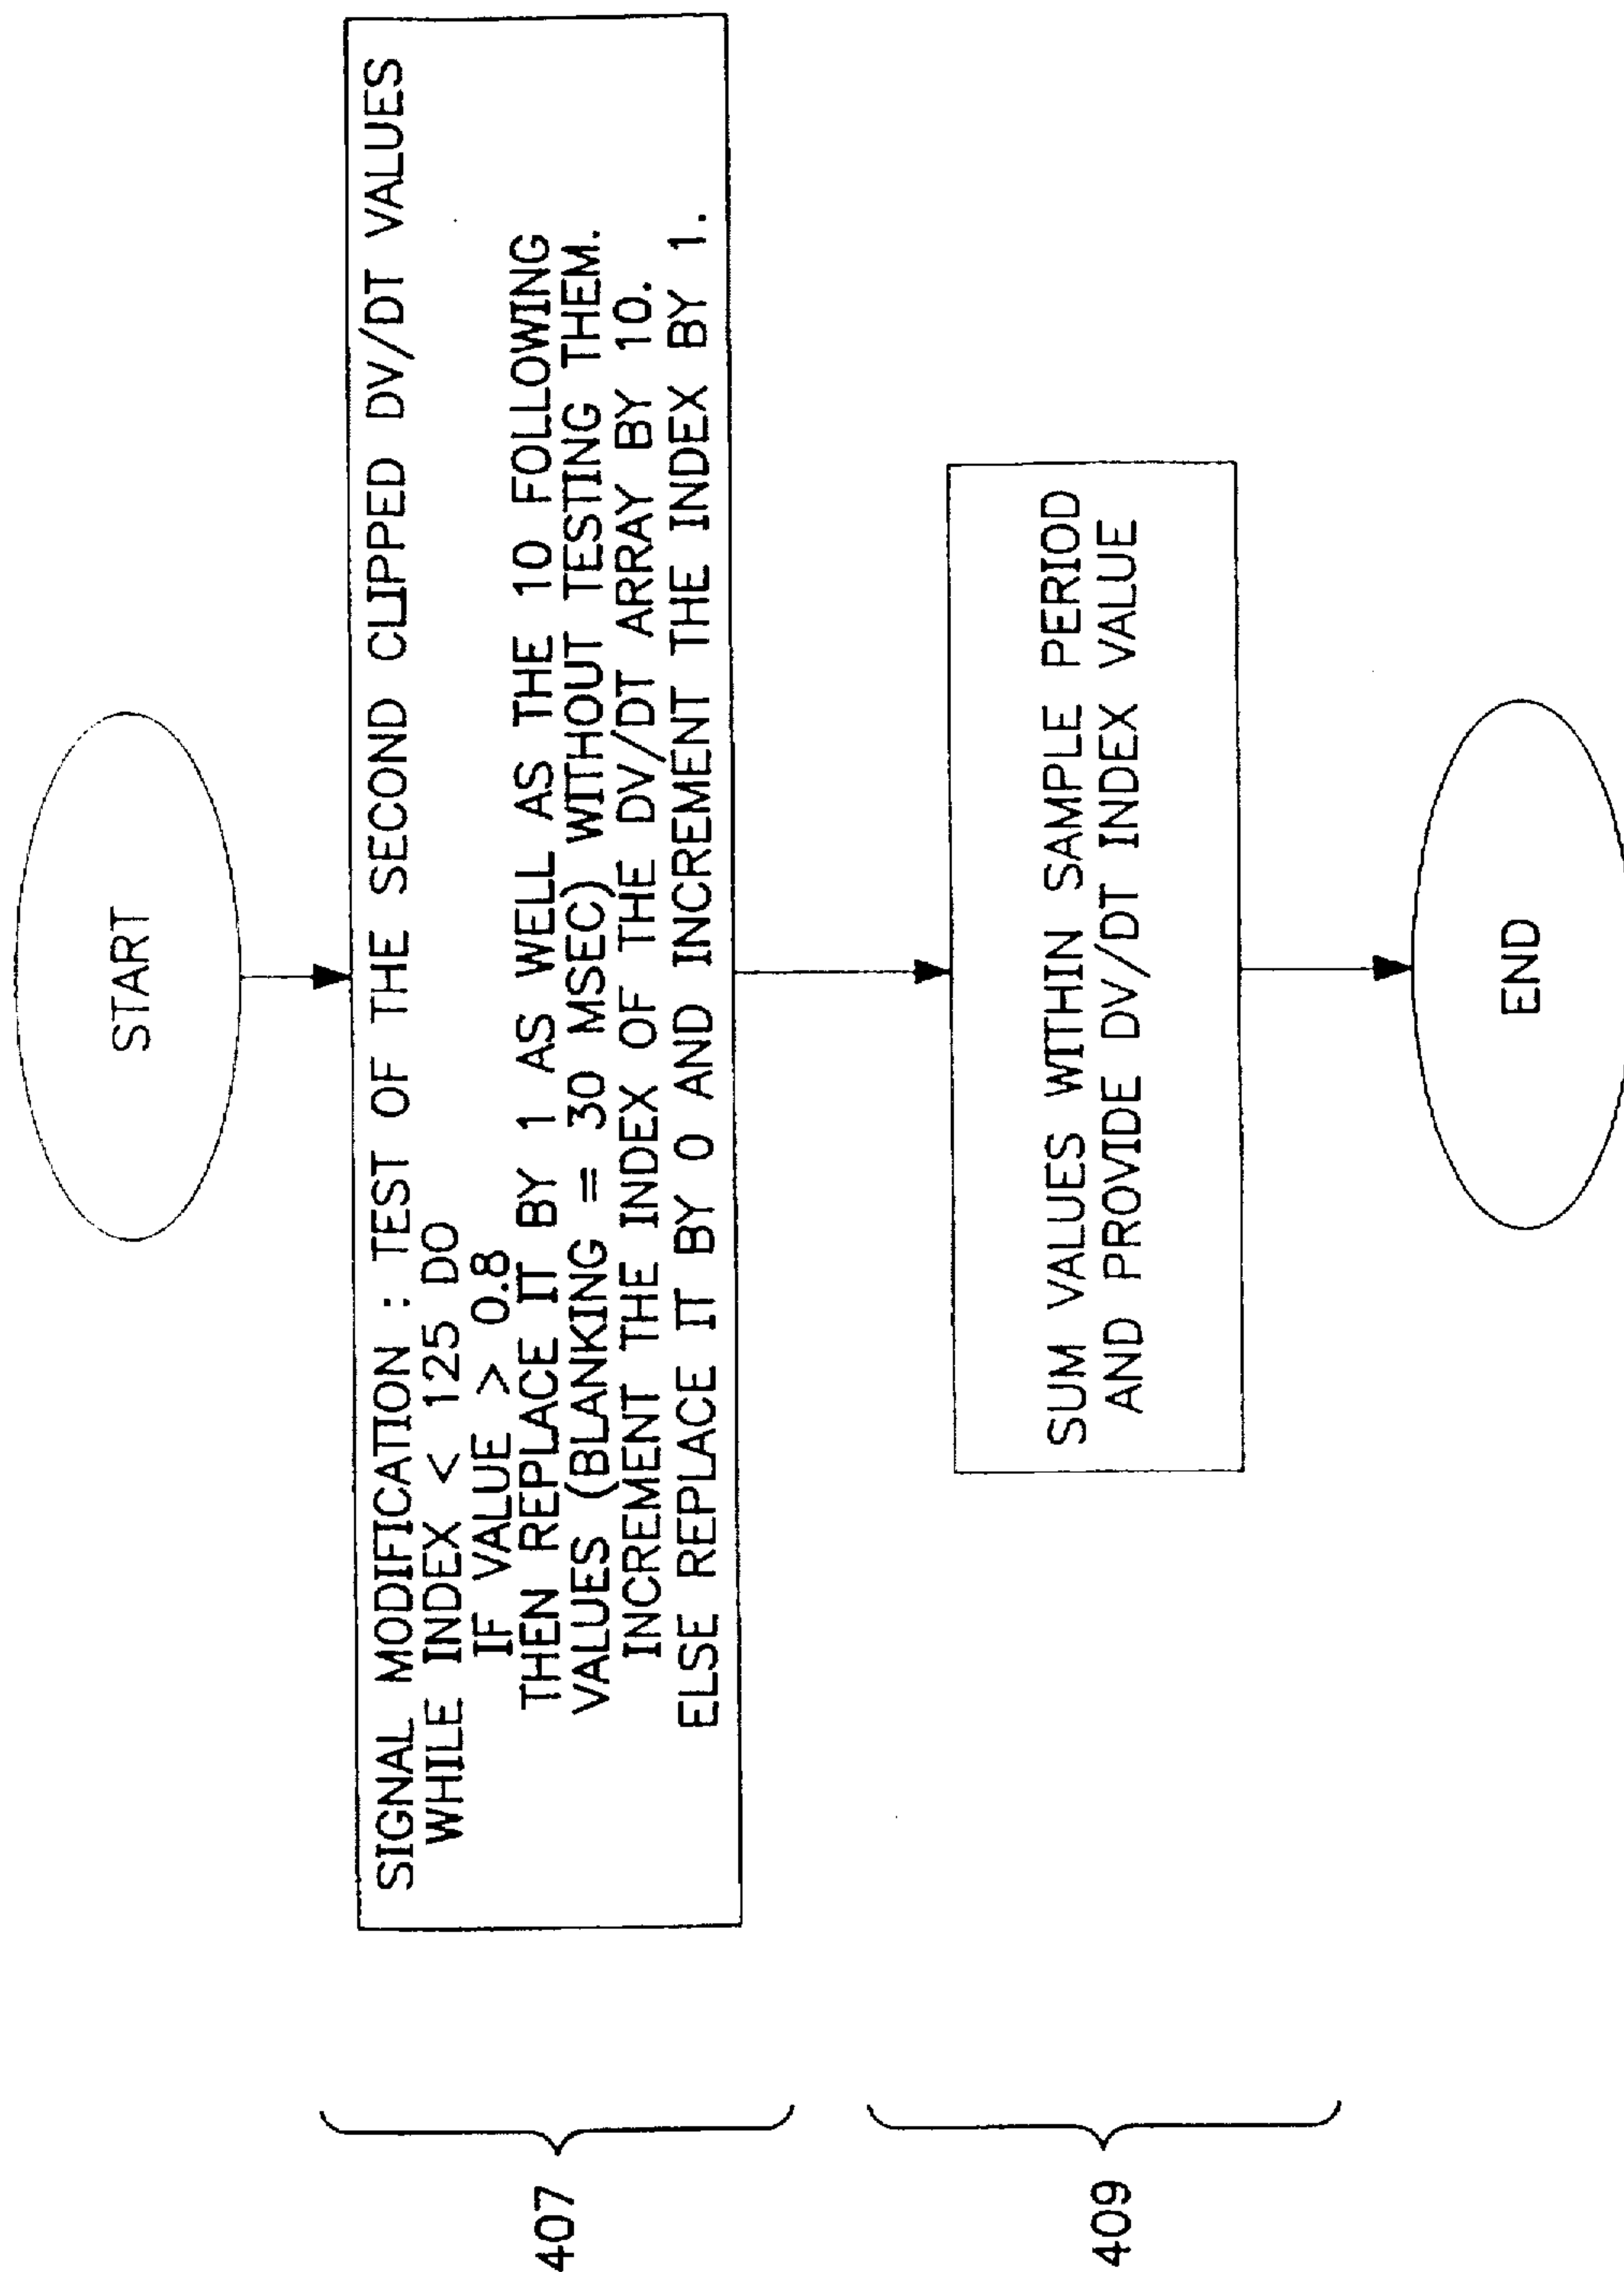 START
SIGNAL MODIFICATION : TEST OF THE SECOND CLIPPED DV/DT VALUES
WHILE INDEX < 125 DO
IF VALUE > 0.8
THEN REPLACE IT BY 1 AS WELL AS THE 10 FOLLOWING
VALUES (BLANKING = 30 MSEC) WITHOUT TESTING THEM.
INCREMENT THE INDEX OF THE DV/DT ARRAY BY 10.
ELSE REPLACE IT BY 0 AND INCREMENT THE INDEX BY 1.
407
SUM VALUES WITHIN SAMPLE PERIOD
AND PROVIDE DV/DT INDEX VALUE
409
END